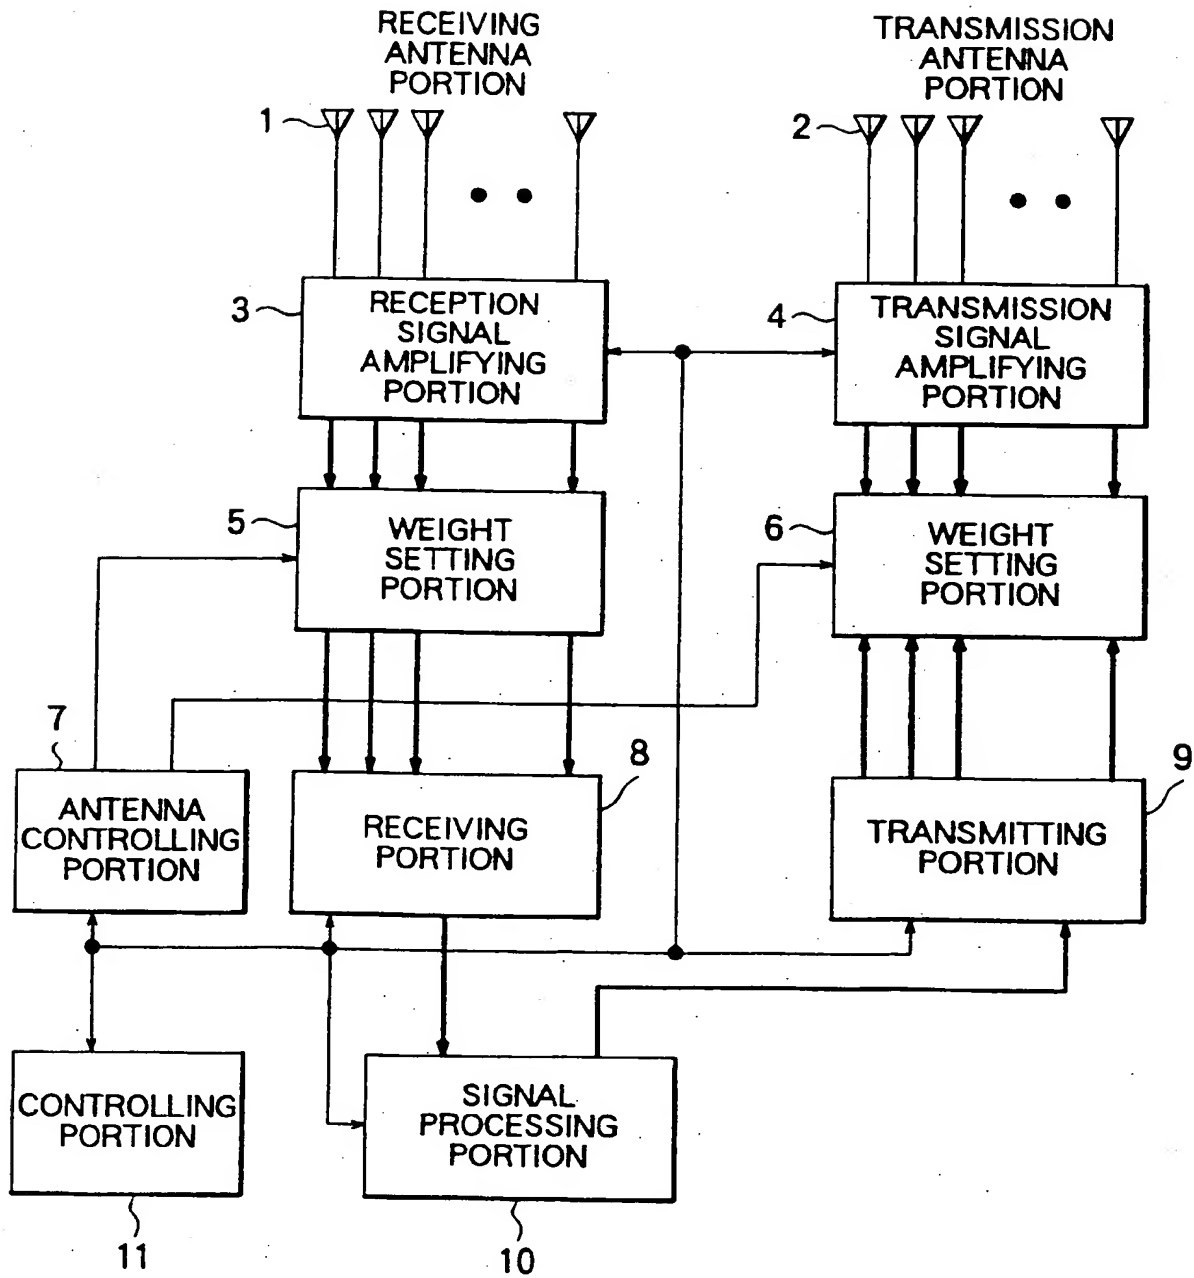 RECEIVING
ANTENNA
PORTION
TRANSMISSION
ANTENNA
PORTION
1
2
3
RECEPTION
SIGNAL
AMPLIFYING
PORTION
4
TRANSMISSION
SIGNAL
AMPLIFYING
PORTION
5
WEIGHT
SETTING
PORTION
6
WEIGHT
SETTING
PORTION
7
ANTENNA
CONTROLLING
PORTION
8
RECEIVING
PORTION
9
TRANSMITTING
PORTION
CONTROLLING
PORTION
11
SIGNAL
PROCESSING
PORTION
10